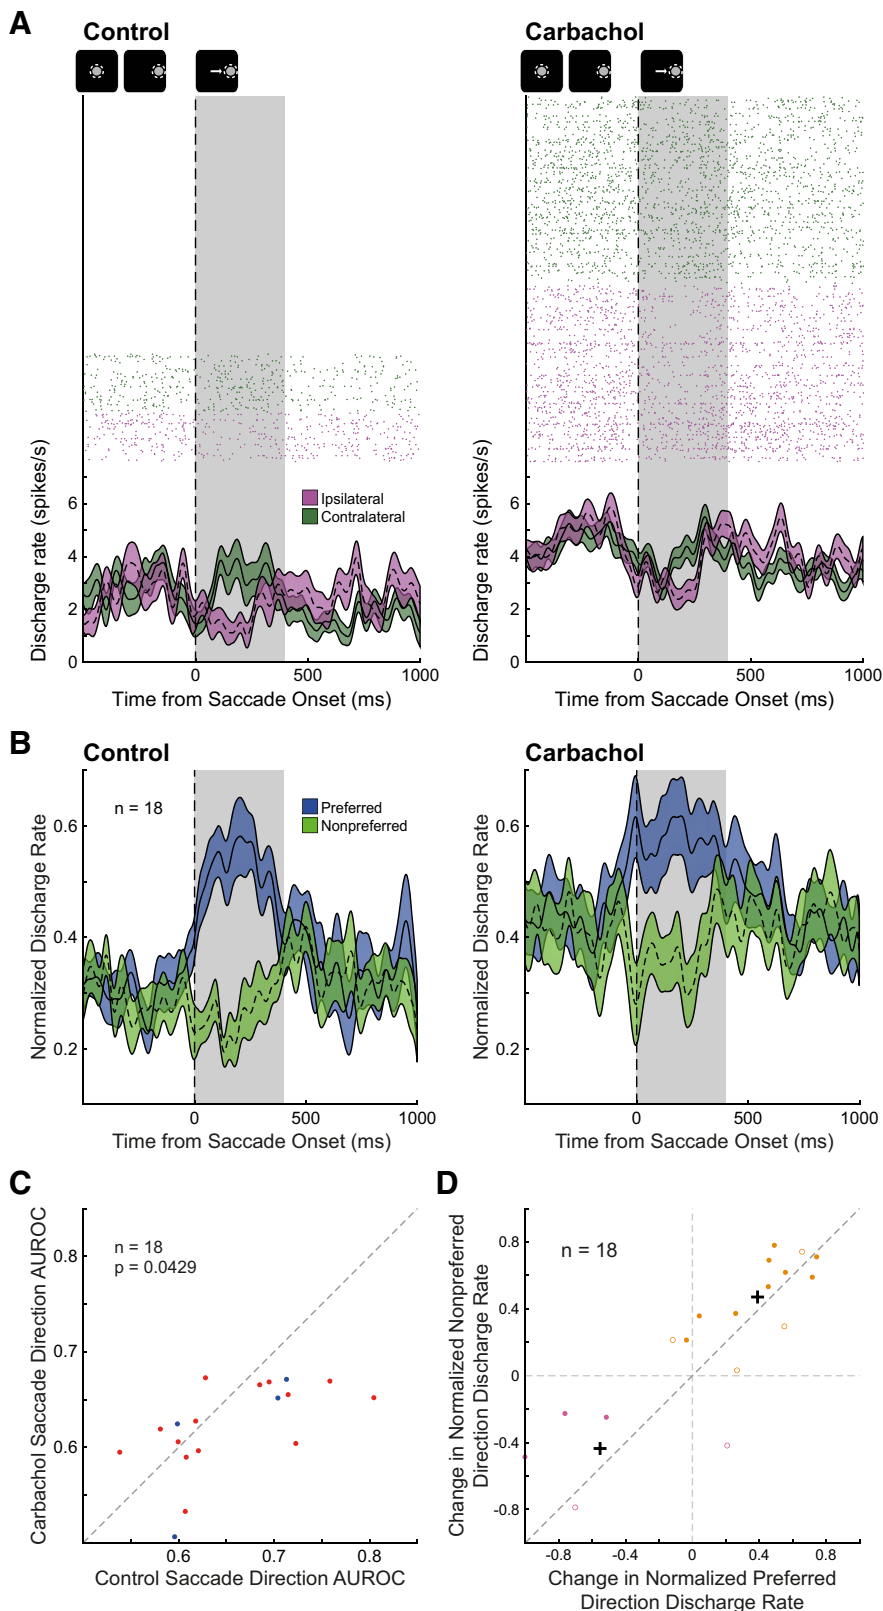 A
Control
Carbachol
Discharge rate (spikes/s)
6
4
2
0
Ipsilateral
Contralateral
0
500
1000
Time from Saccade Onset (ms)
Discharge rate (spikes/s)
6
4
2
0
0
500
1000
Time from Saccade Onset (ms)
B
Control
Carbachol
Normalized Discharge Rate
n = 18
Preferred
Nonpreferred
0.6
0.4
0.2
0
500
1000
Time from Saccade Onset (ms)
Normalized Discharge Rate
0.6
0.4
0.2
0
500
1000
Time from Saccade Onset (ms)
C
Carbachol Saccade Direction AUROC
n = 18
p = 0.0429
0.8
0.7
0.6
0.6
0.7
0.8
Control Saccade Direction AUROC
D
Change in Normalized Nonpreferred
Direction Discharge Rate
n = 18
0.8
0.4
0
-0.4
-0.8
-0.8
-0.4
0
0.4
0.8
Change in Normalized Preferred
Direction Discharge Rate